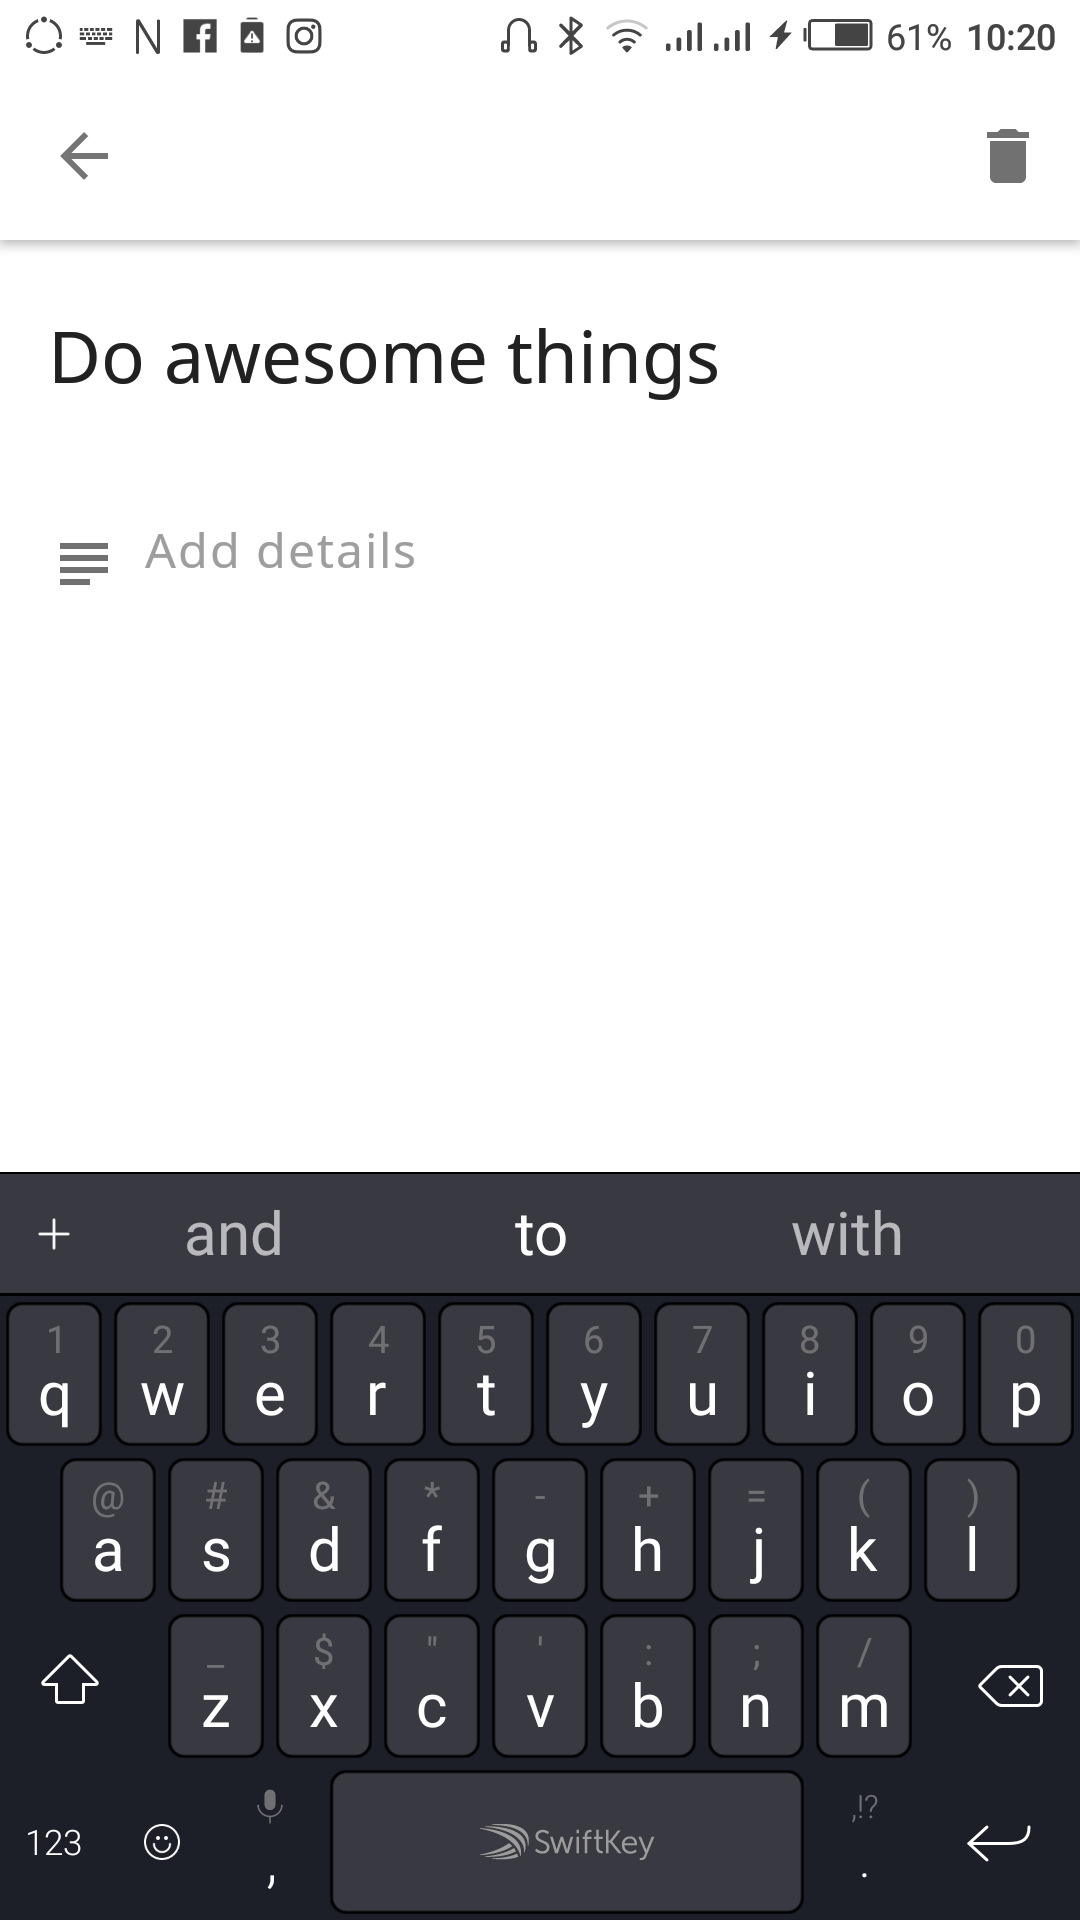 61% 10:20
Do awesome things
Add details
and to with
1 2 3 4 5 6 7 8 9 0
q w e r t y u i o p
@ # & * - + = ( )
a s d f g h j k l
_ $ " ' : ; /
z x c v b n m
,!?
123 , SwiftKey .